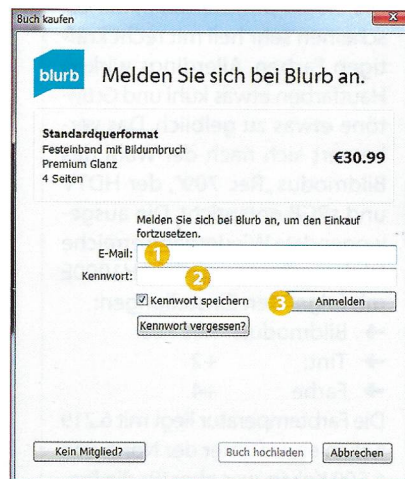 Buch kaufen
blurb
Melden Sie sich bei Blurb an.
Standardquerformat
Festeinband mit Bildumbruch
Premium Glanz
4 Seiten
€30.99
Melden Sie sich bei Blurb an, um den Einkauf
fortzusetzen.
E-Mail: 1
Kennwort: 2
Kennwort speichern 3 Anmelden
Kennwort vergessen?
Kein Mitglied? Buch hochladen Abbrechen